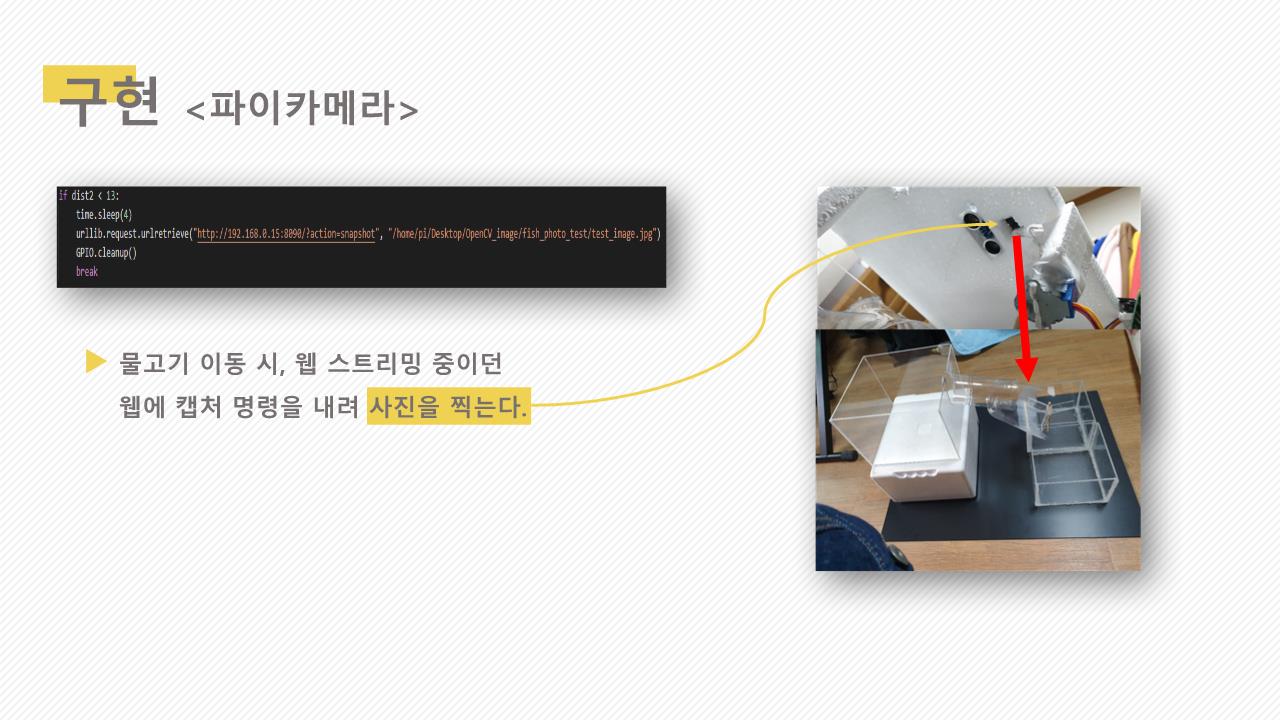 구현 <파이카메라>
if dist2 < 13:
time.sleep(4)
urllib.request.urlretrieve("http://192.168.0.15:8090/?action=snapshot", "/home/pi/Desktop/OpenCV_image/fish_photo_test/test_image.jpg")
GPIO.cleanup()
break
물고기 이동 시, 웹 스트리밍 중이던
웹에 캡처 명령을 내려 사진을 찍는다.